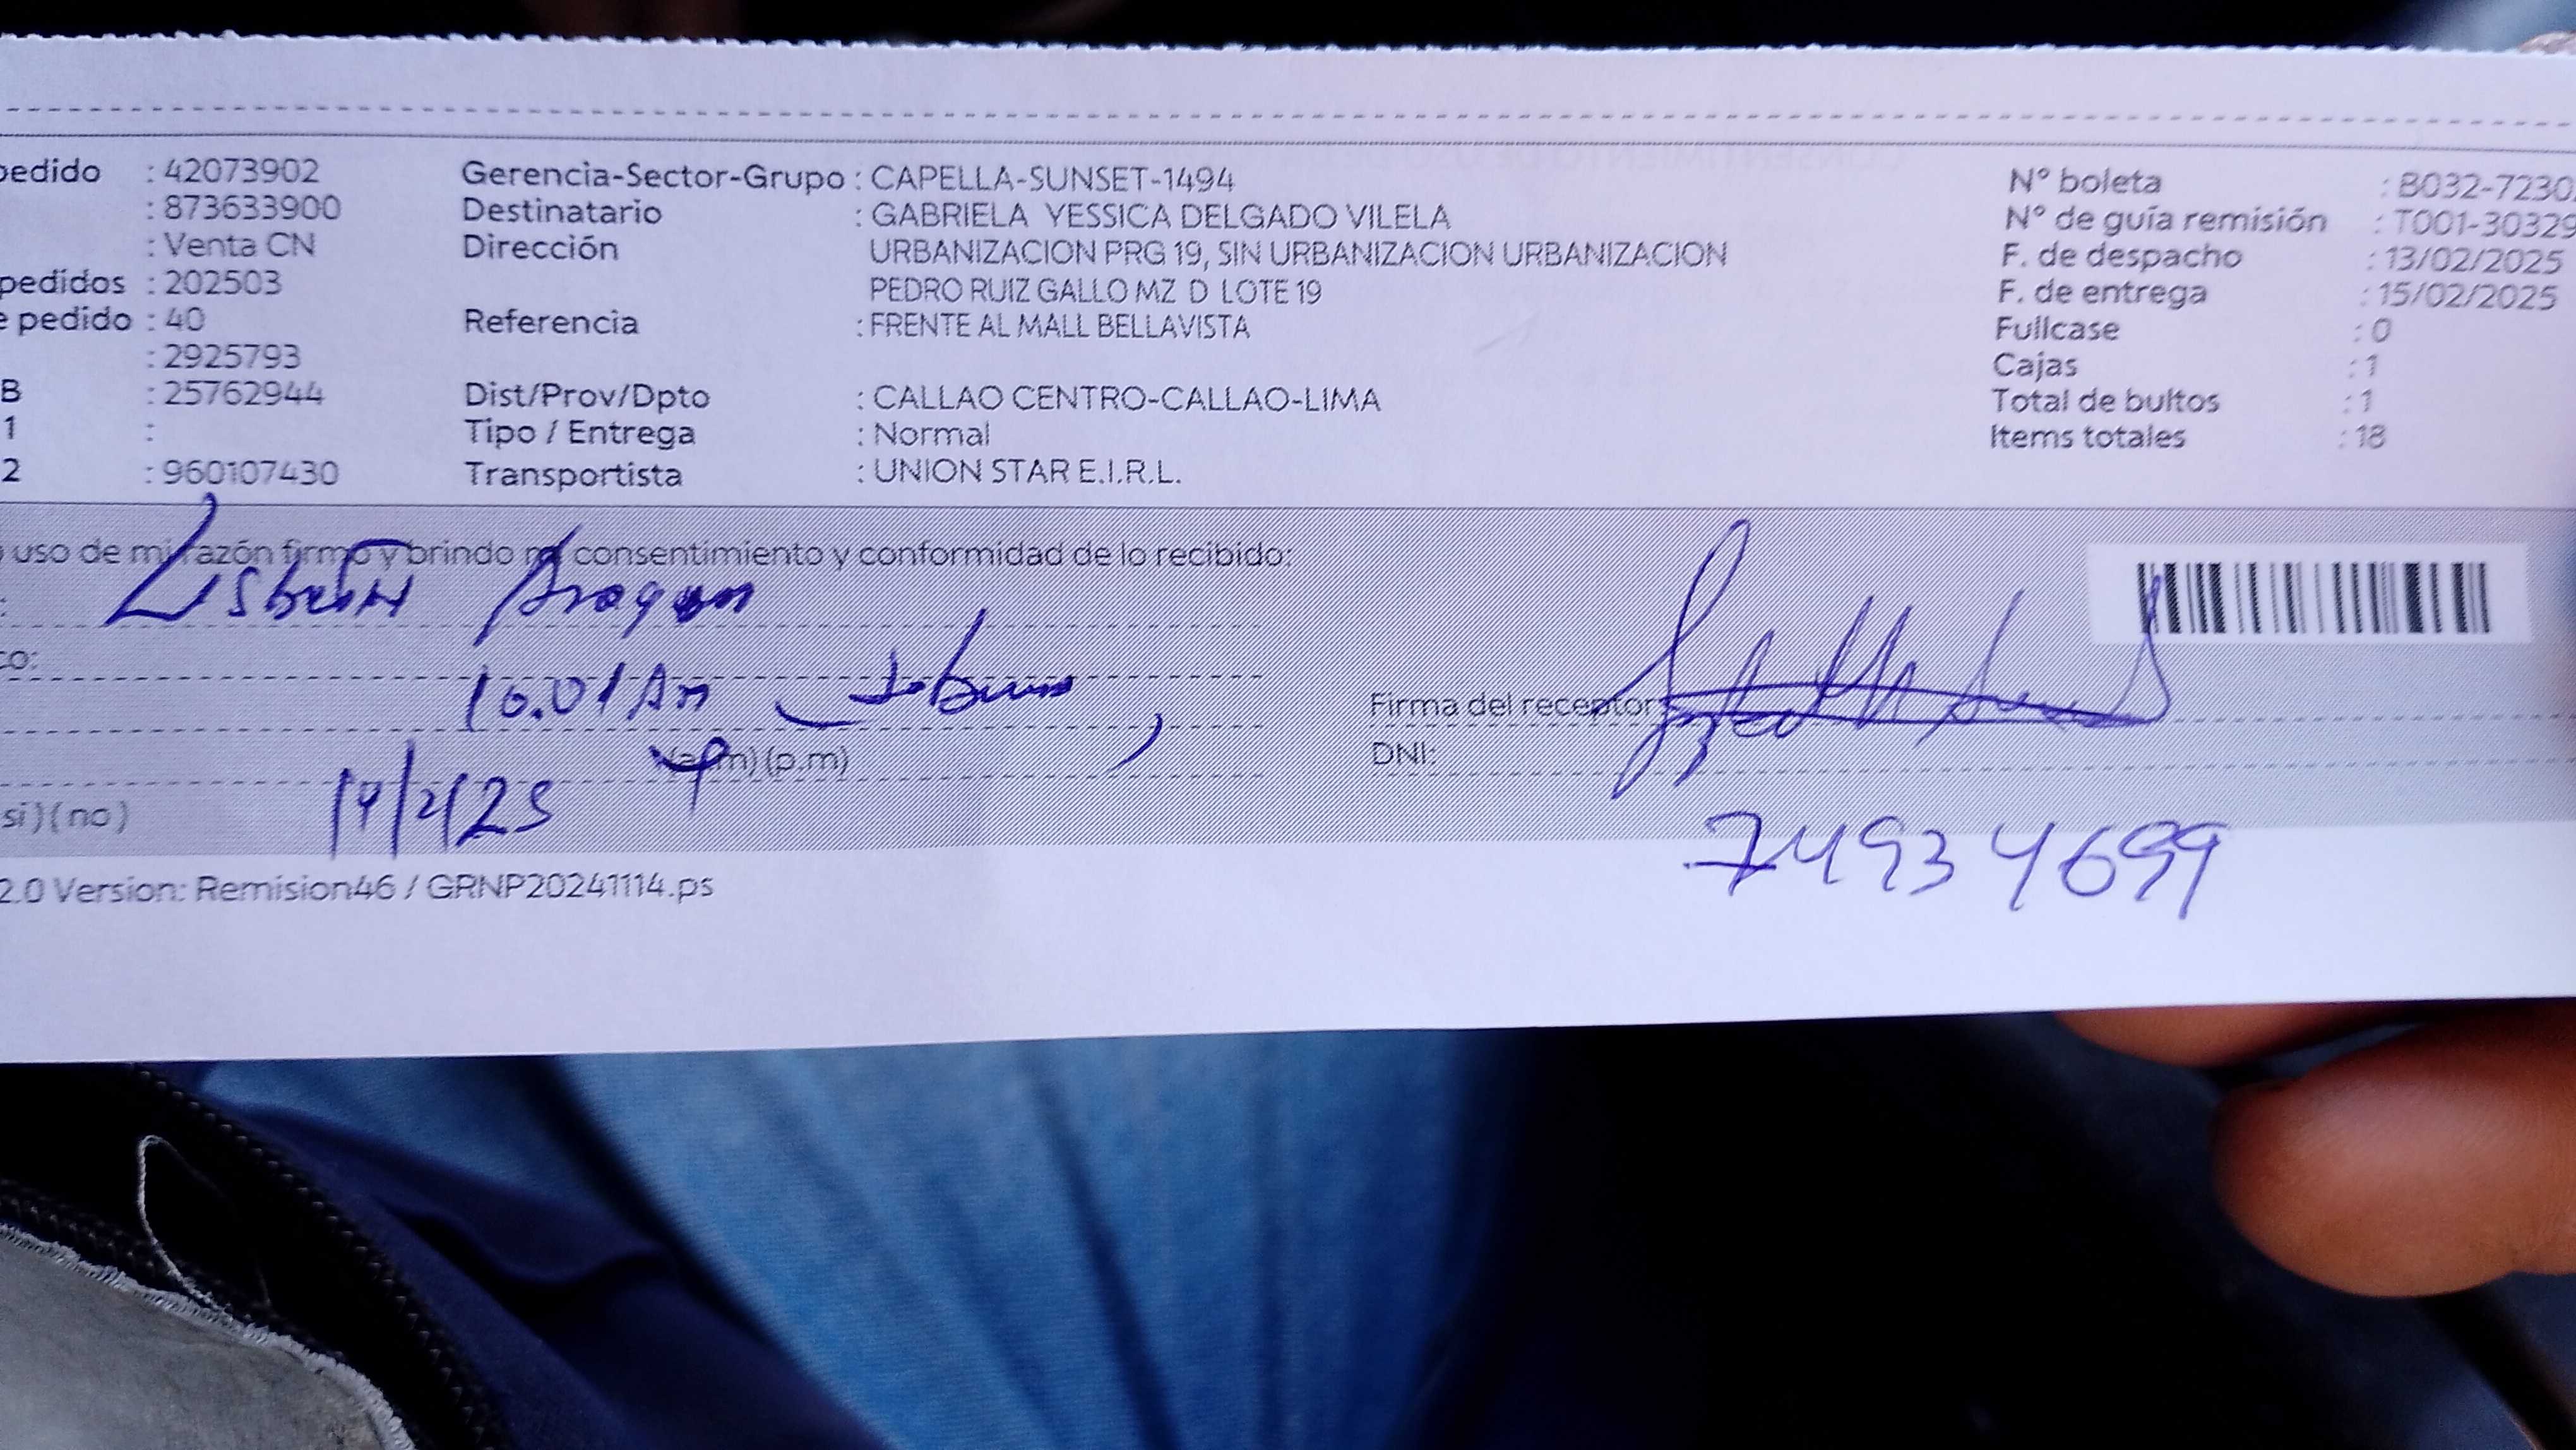 pedido : 42073902 Gerencia-Sector-Grupo : CAPELLA-SUNSET-1494 N° boleta : B032-7230
: 873633900 Destinatario : GABRIELA YESSICA DELGADO VILELA N° de guía remisión : T001-30329
: Venta CN Dirección URBANIZACION PRG 19, SIN URBANIZACION URBANIZACION F. de despacho : 13/02/2025
pedidos : 202503 PEDRO RUIZ GALLO MZ D LOTE 19 F. de entrega : 15/02/2025
e pedido : 40 Referencia : FRENTE AL MALL BELLAVISTA Fullcase : 0
: 2925793 Cajas : 1
B : 25762944 Dist/Prov/Dpto : CALLAO CENTRO-CALLAO-LIMA Total de bultos : 1
1 : Tipo / Entrega : Normal Items totales : 18
2 : 960107430 Transportista : UNION STAR E.I.R.L.
uso de mi razón firmo y brindo mi consentimiento y conformidad de lo recibido:
: Aragon
co:
10.01 Am
Firma del receptor:
(a.m) (p.m) DNI:
14/2/25
si) ( no ) 74934699
2.0 Version: Remision46 / GRNP20241114.ps